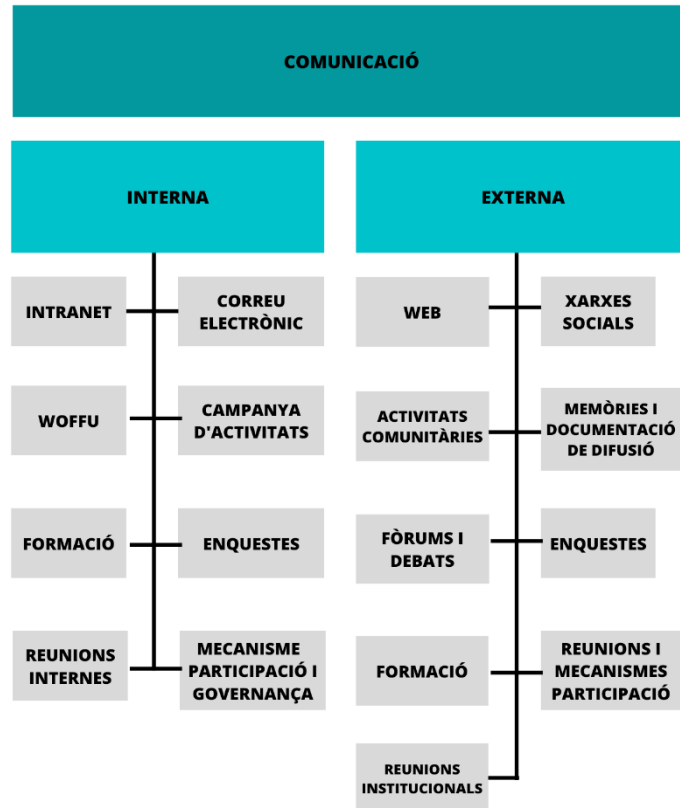 COMUNICACIÓ
INTERNA
INTRANET
CORREU
ELECTRÒNIC
WOFFU
CAMPANYA
D'ACTIVITATS
FORMACIÓ
ENQUESTES
REUNIONS
INTERNES
MECANISME
PARTICIPACIÓ I
GOVERNANÇA
EXTERNA
WEB
XARXES
SOCIALS
ACTIVITATS
COMUNITÀRIES
MEMÒRIES I
DOCUMENTACIÓ
DE DIFUSIÓ
FÒRUMS I
DEBATS
ENQUESTES
FORMACIÓ
REUNIONS I
MECANISMES
PARTICIPACIÓ
REUNIONS
INSTITUCIONALS